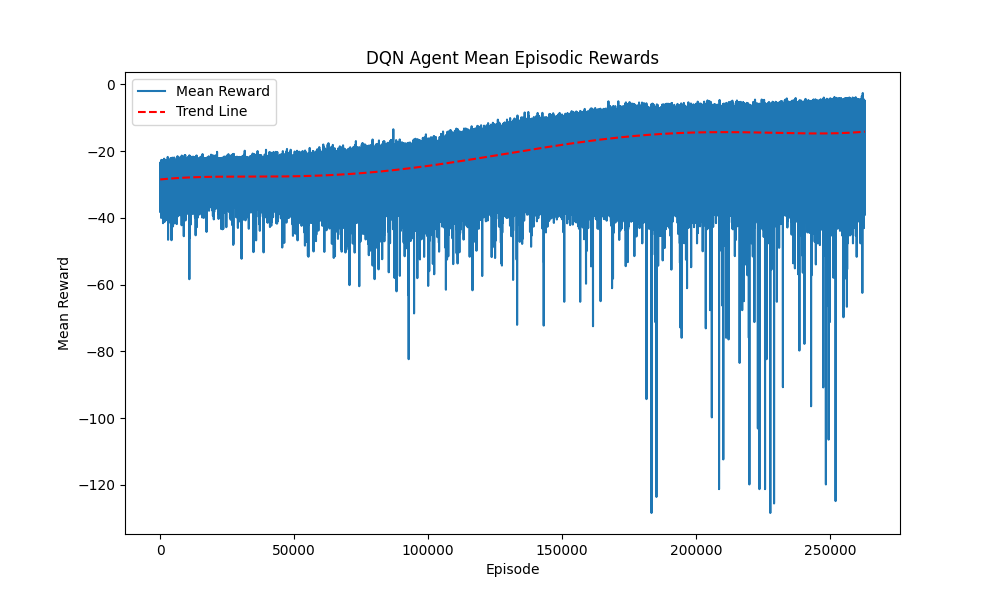 DQN Agent Mean Episodic Rewards
Mean Reward
Trend Line
0
−20
−40
−60
−80
−100
−120
Mean Reward
0
50000
100000
150000
200000
250000
Episode